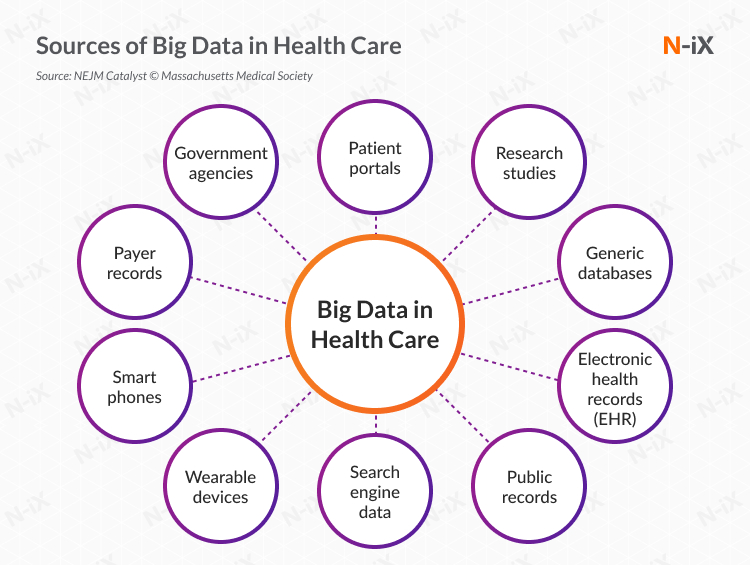 Sources of Big Data in Health Care
N-iX
Source: NEJM Catalyst © Massachusetts Medical Society
Government
agencies
Patient
portals
Research
studies
Payer
records
Generic
databases
Big Data in
Health Care
Smart
phones
Electronic
health
records
(EHR)
Wearable
devices
Search
engine
data
Public
records